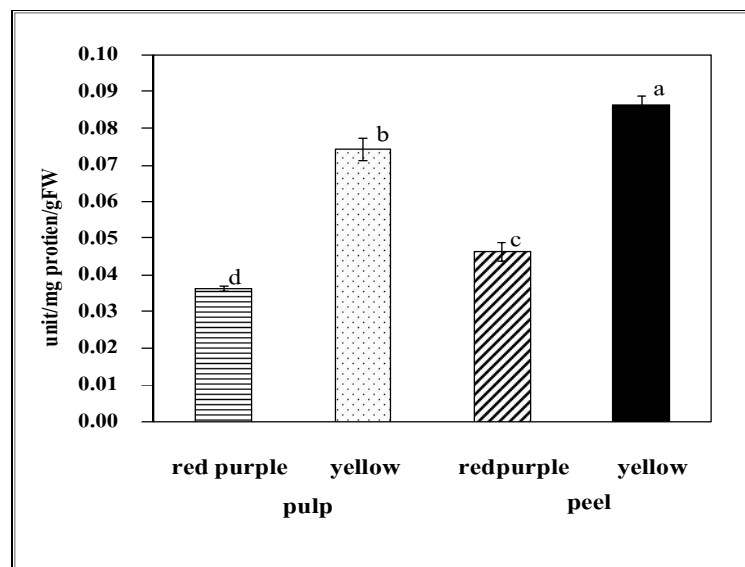 0.10
0.09
0.08
0.07
0.06
0.05
0.04
0.03
0.02
0.01
0.00
unit/mg protien/gFW
d
b
c
a
red purple yellow redpurple yellow
pulp peel